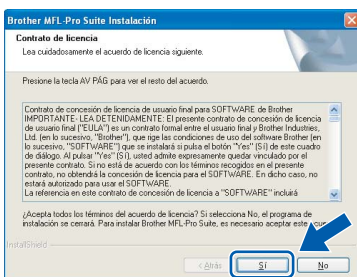 Brother MFL-Pro Suite Instalación
Contrato de licencia
Lea cuidadosamente el acuerdo de licencia siguiente.
Presione la tecla AV PÁG para ver el resto del acuerdo.
Contrato de concesión de licencia de usuario final para SOFTWARE de Brother
IMPORTANTE- LEA DETENIDAMENTE: El presente contrato de concesión de licencia
de usuario final ("EULA") es un contrato formal entre el usuario final y Brother Industries,
Ltd. (en lo sucesivo, "Brother"), que rige las condiciones de uso del software Brother (en
lo sucesivo, "SOFTWARE") que se instalará si pulsa el botón "Yes" (Sí) de este cuadro
de diálogo. Al pulsar "Yes" (Sí), usted admite expresamente quedar vinculado por el
presente contrato. Si no está de acuerdo con los términos recogidos en el presente
contrato, no obtendrá la concesión de licencia para el SOFTWARE. En dicho caso, no
estará autorizado para usar el SOFTWARE.
La referencia en este contrato de concesión de licencia a "SOFTWARE" incluirá
¿Acepta todos los términos del acuerdo de licencia? Si selecciona No, el programa de
instalación se cerrará. Para instalar Brother MFL-Pro Suite, es necesario aceptar este
InstallShield
< Atrás
Sí
No